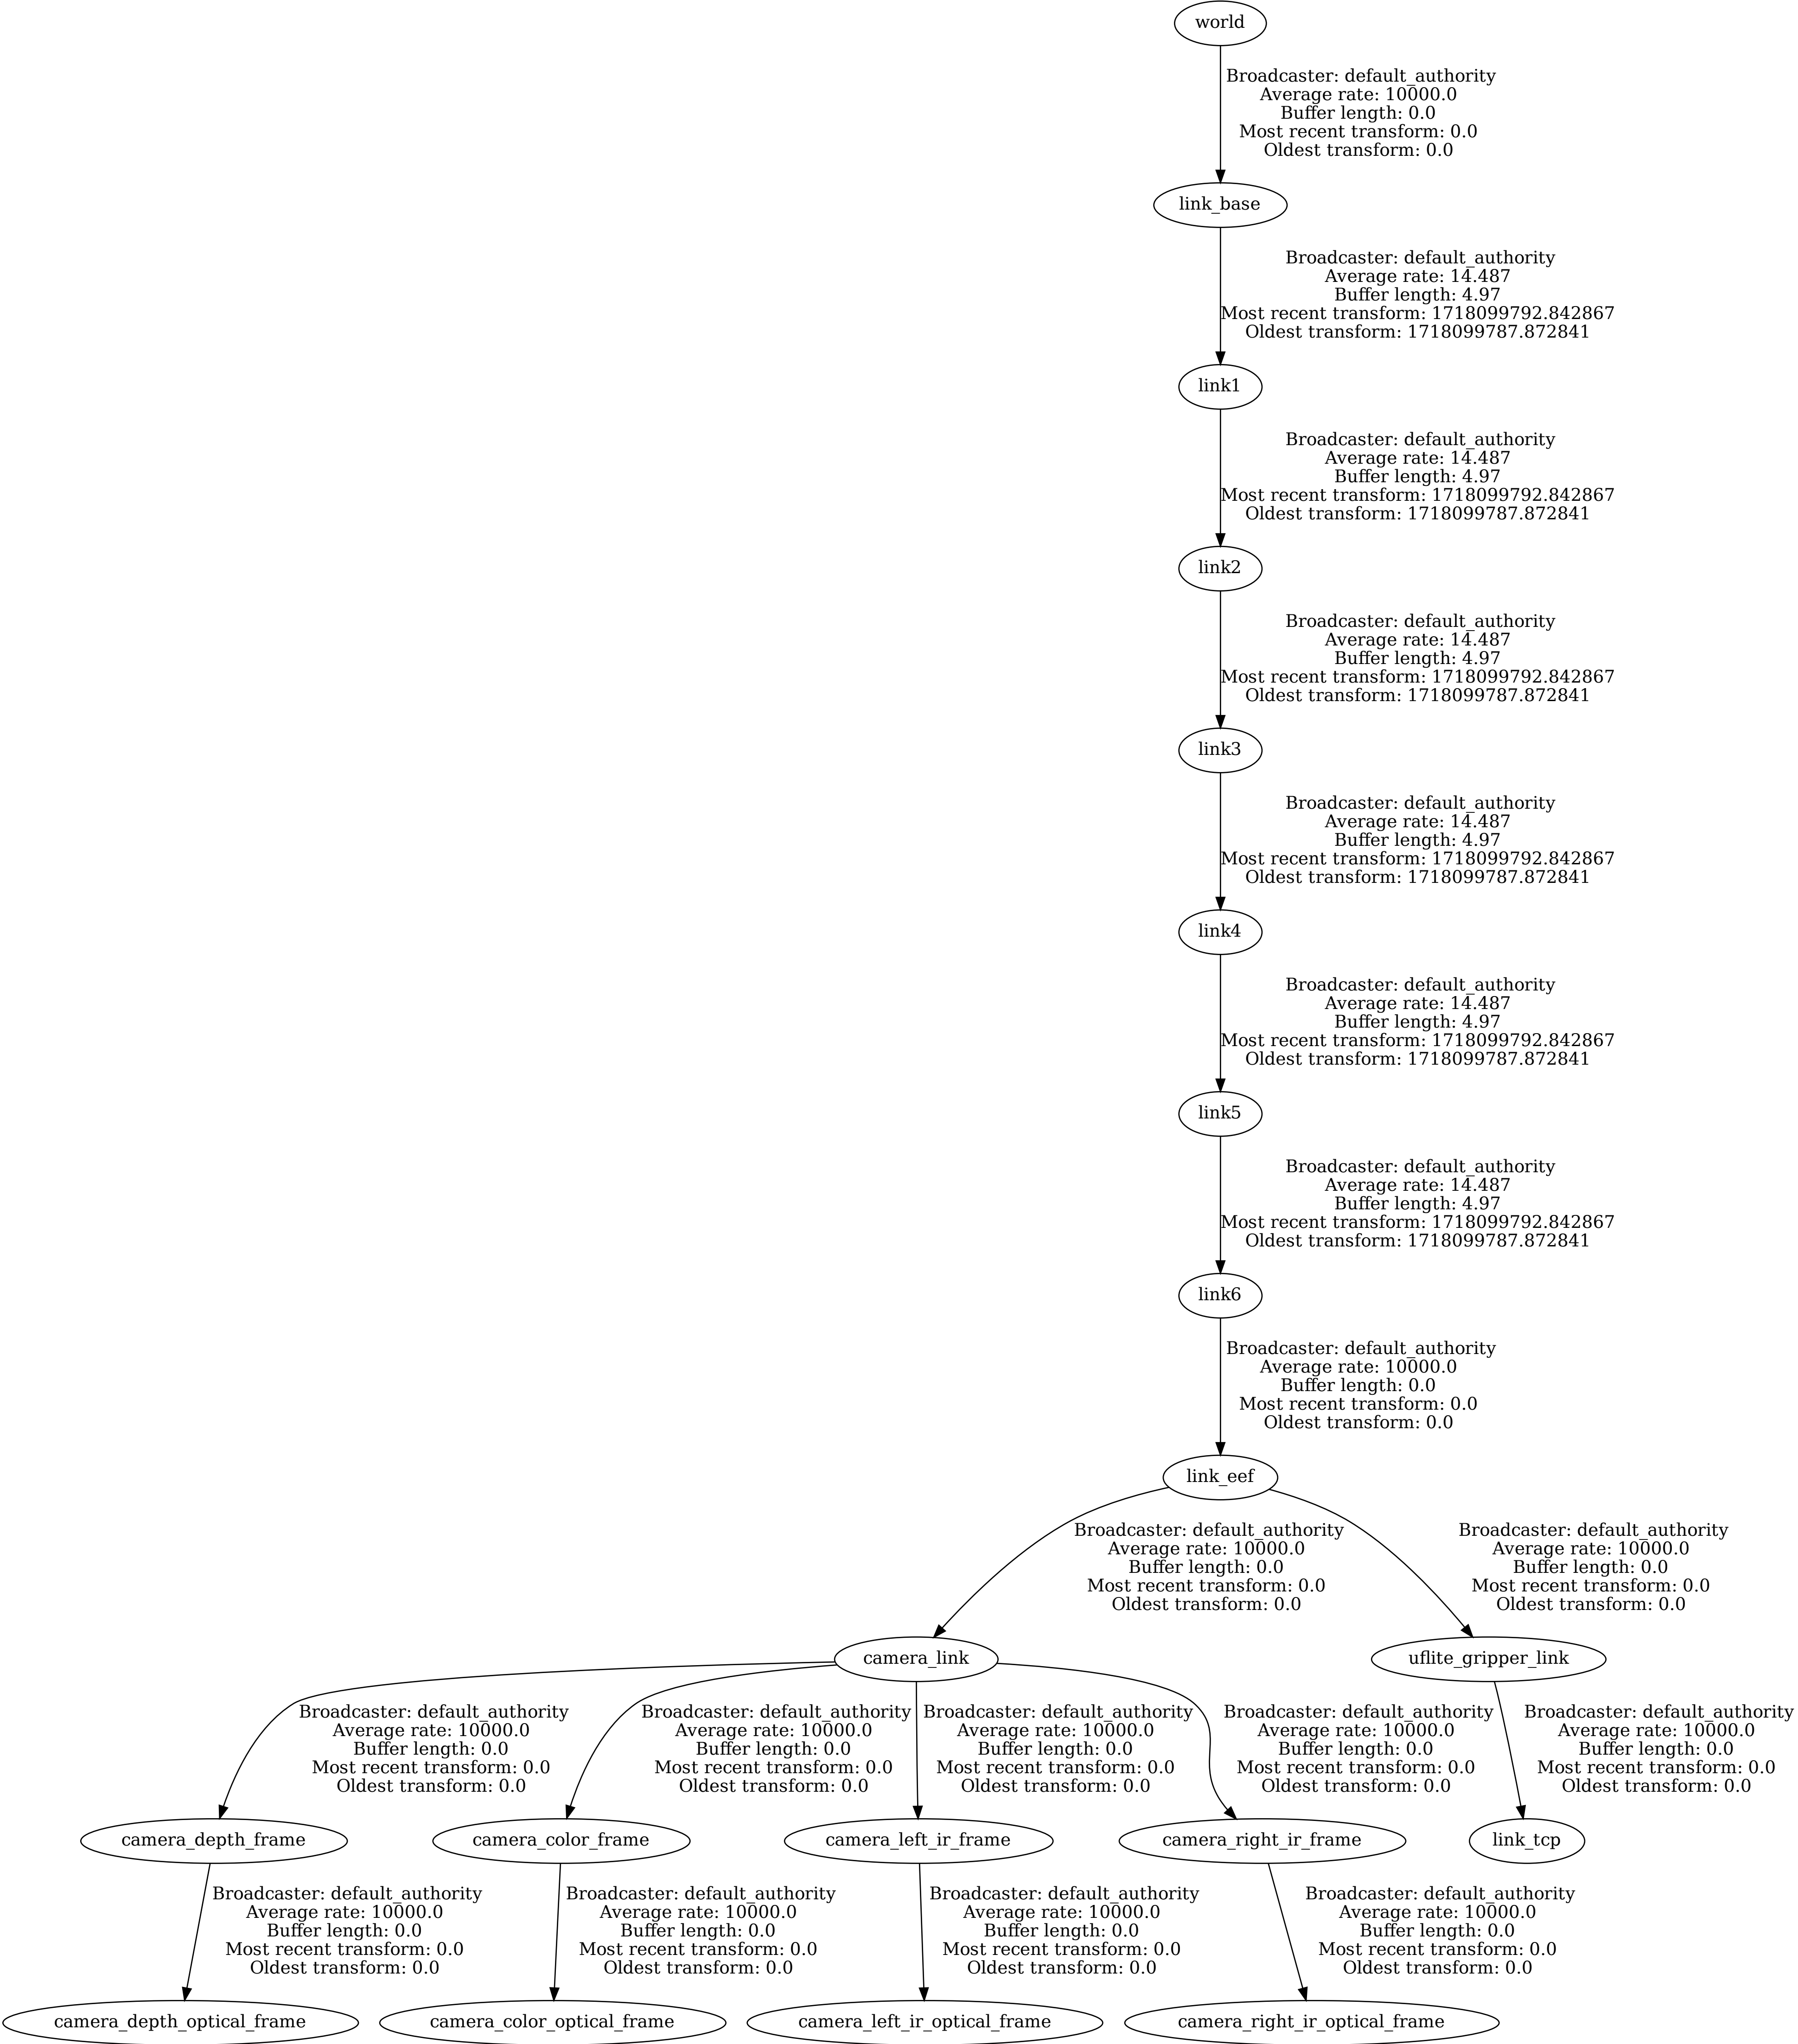 world
Broadcaster: default_authority
Average rate: 10000.0
Buffer length: 0.0
Most recent transform: 0.0
Oldest transform: 0.0
link_base
Broadcaster: default_authority
Average rate: 14.487
Buffer length: 4.97
Most recent transform: 1718099792.842867
Oldest transform: 1718099787.872841
link1
Broadcaster: default_authority
Average rate: 14.487
Buffer length: 4.97
Most recent transform: 1718099792.842867
Oldest transform: 1718099787.872841
link2
Broadcaster: default_authority
Average rate: 14.487
Buffer length: 4.97
Most recent transform: 1718099792.842867
Oldest transform: 1718099787.872841
link3
Broadcaster: default_authority
Average rate: 14.487
Buffer length: 4.97
Most recent transform: 1718099792.842867
Oldest transform: 1718099787.872841
link4
Broadcaster: default_authority
Average rate: 14.487
Buffer length: 4.97
Most recent transform: 1718099792.842867
Oldest transform: 1718099787.872841
link5
Broadcaster: default_authority
Average rate: 14.487
Buffer length: 4.97
Most recent transform: 1718099792.842867
Oldest transform: 1718099787.872841
link6
Broadcaster: default_authority
Average rate: 10000.0
Buffer length: 0.0
Most recent transform: 0.0
Oldest transform: 0.0
link_eef
Broadcaster: default_authority
Average rate: 10000.0
Buffer length: 0.0
Most recent transform: 0.0
Oldest transform: 0.0
Broadcaster: default_authority
Average rate: 10000.0
Buffer length: 0.0
Most recent transform: 0.0
Oldest transform: 0.0
camera_link
uflite_gripper_link
Broadcaster: default_authority
Average rate: 10000.0
Buffer length: 0.0
Most recent transform: 0.0
Oldest transform: 0.0
Broadcaster: default_authority
Average rate: 10000.0
Buffer length: 0.0
Most recent transform: 0.0
Oldest transform: 0.0
Broadcaster: default_authority
Average rate: 10000.0
Buffer length: 0.0
Most recent transform: 0.0
Oldest transform: 0.0
Broadcaster: default_authority
Average rate: 10000.0
Buffer length: 0.0
Most recent transform: 0.0
Oldest transform: 0.0
Broadcaster: default_authority
Average rate: 10000.0
Buffer length: 0.0
Most recent transform: 0.0
Oldest transform: 0.0
camera_depth_frame
camera_color_frame
camera_left_ir_frame
camera_right_ir_frame
link_tcp
Broadcaster: default_authority
Average rate: 10000.0
Buffer length: 0.0
Most recent transform: 0.0
Oldest transform: 0.0
Broadcaster: default_authority
Average rate: 10000.0
Buffer length: 0.0
Most recent transform: 0.0
Oldest transform: 0.0
Broadcaster: default_authority
Average rate: 10000.0
Buffer length: 0.0
Most recent transform: 0.0
Oldest transform: 0.0
Broadcaster: default_authority
Average rate: 10000.0
Buffer length: 0.0
Most recent transform: 0.0
Oldest transform: 0.0
camera_depth_optical_frame
camera_color_optical_frame
camera_left_ir_optical_frame
camera_right_ir_optical_frame